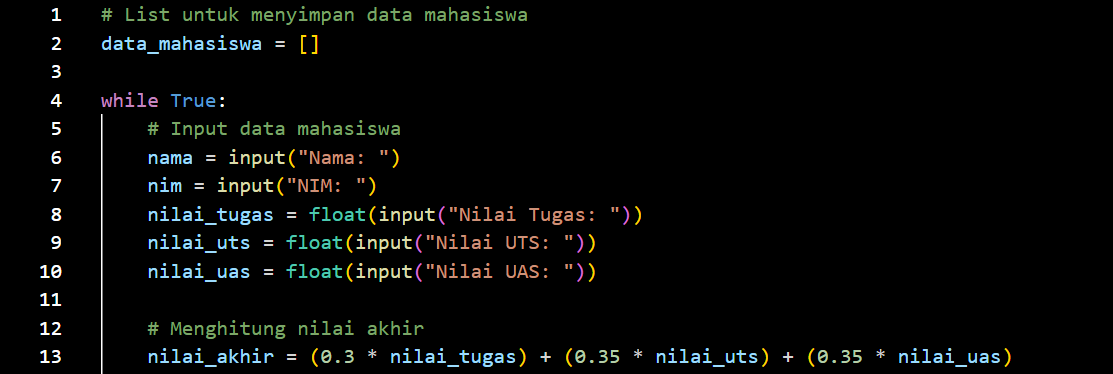 1 # List untuk menyimpan data mahasiswa
2 data_mahasiswa = []
3
4 while True:
5     # Input data mahasiswa
6     nama = input("Nama: ")
7     nim = input("NIM: ")
8     nilai_tugas = float(input("Nilai Tugas: "))
9     nilai_uts = float(input("Nilai UTS: "))
10     nilai_uas = float(input("Nilai UAS: "))
11
12     # Menghitung nilai akhir
13     nilai_akhir = (0.3 * nilai_tugas) + (0.35 * nilai_uts) + (0.35 * nilai_uas)